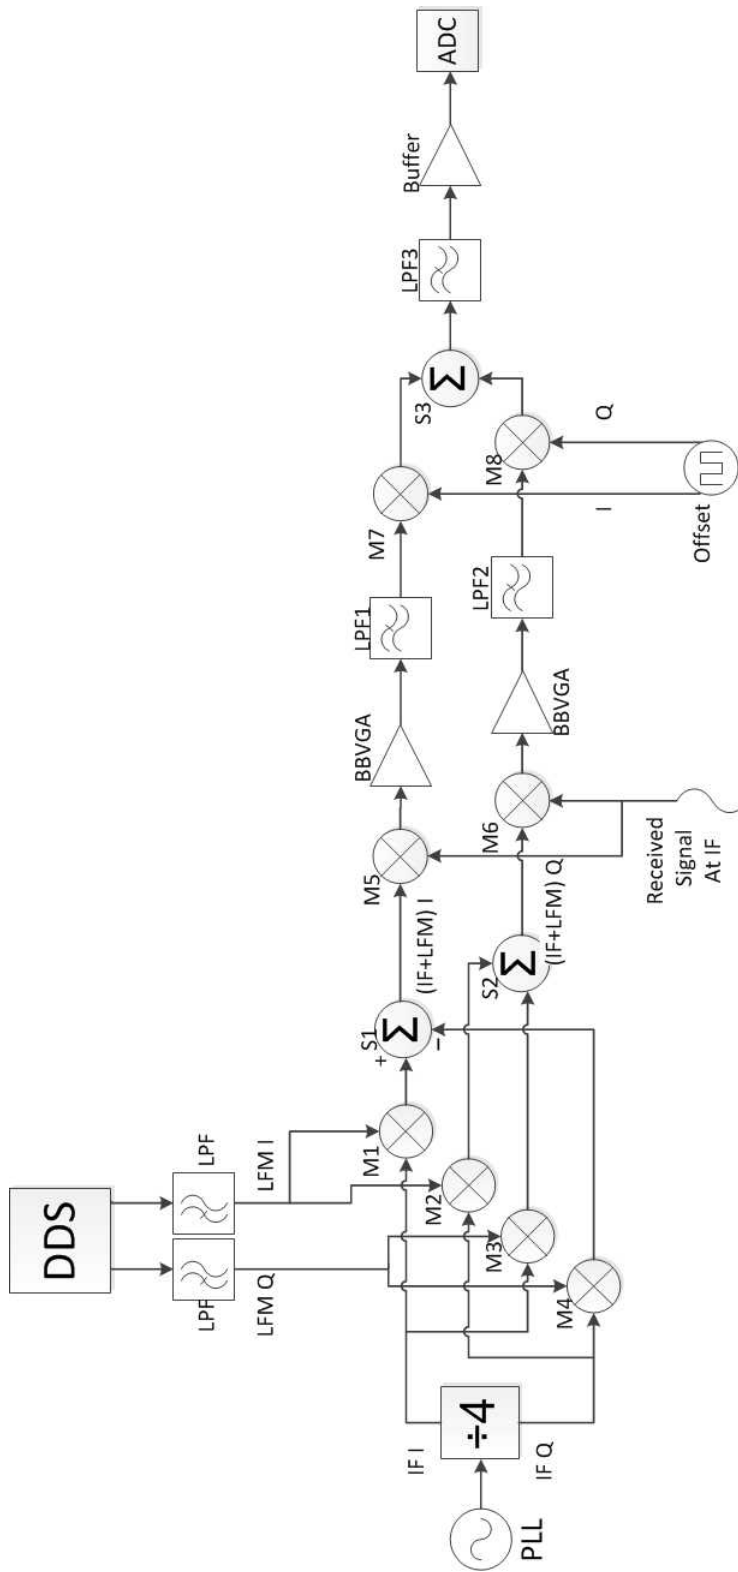 DDS
LPF
LPF
LFM I
LFM Q
PLL
÷4
IF I
IF Q
M1
M2
M3
M4
+
S1
Σ
−
(IF+LFM) I
S2
Σ
(IF+LFM) Q
M5
M6
Received
Signal
At IF
BBVGA
BBVGA
LPF1
LPF2
M7
M8
I
Q
Offset
S3
Σ
LPF3
Buffer
ADC